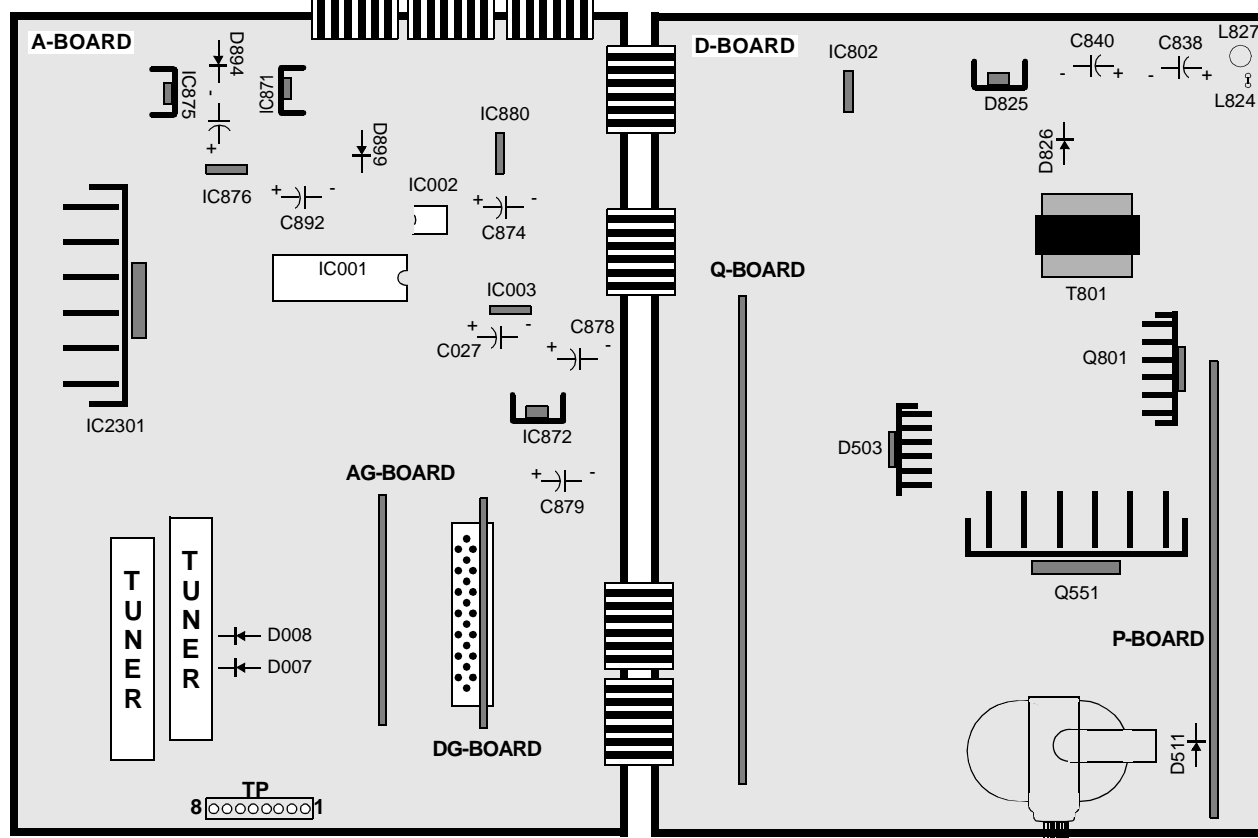 A-BOARD
D894
IC875
-
+
IC871
IC876
D899
+ -
C892
IC880
IC002
+ -
C874
IC001
IC003
+ -
C027
C878
+ -
IC872
+ -
C879
IC2301
AG-BOARD
DG-BOARD
TUNER
TUNER
D008
D007
TP
8 1
D-BOARD
IC802
D825
C840
- +
C838
- +
L827
L824
D826
T801
Q-BOARD
Q801
D503
Q551
P-BOARD
D511